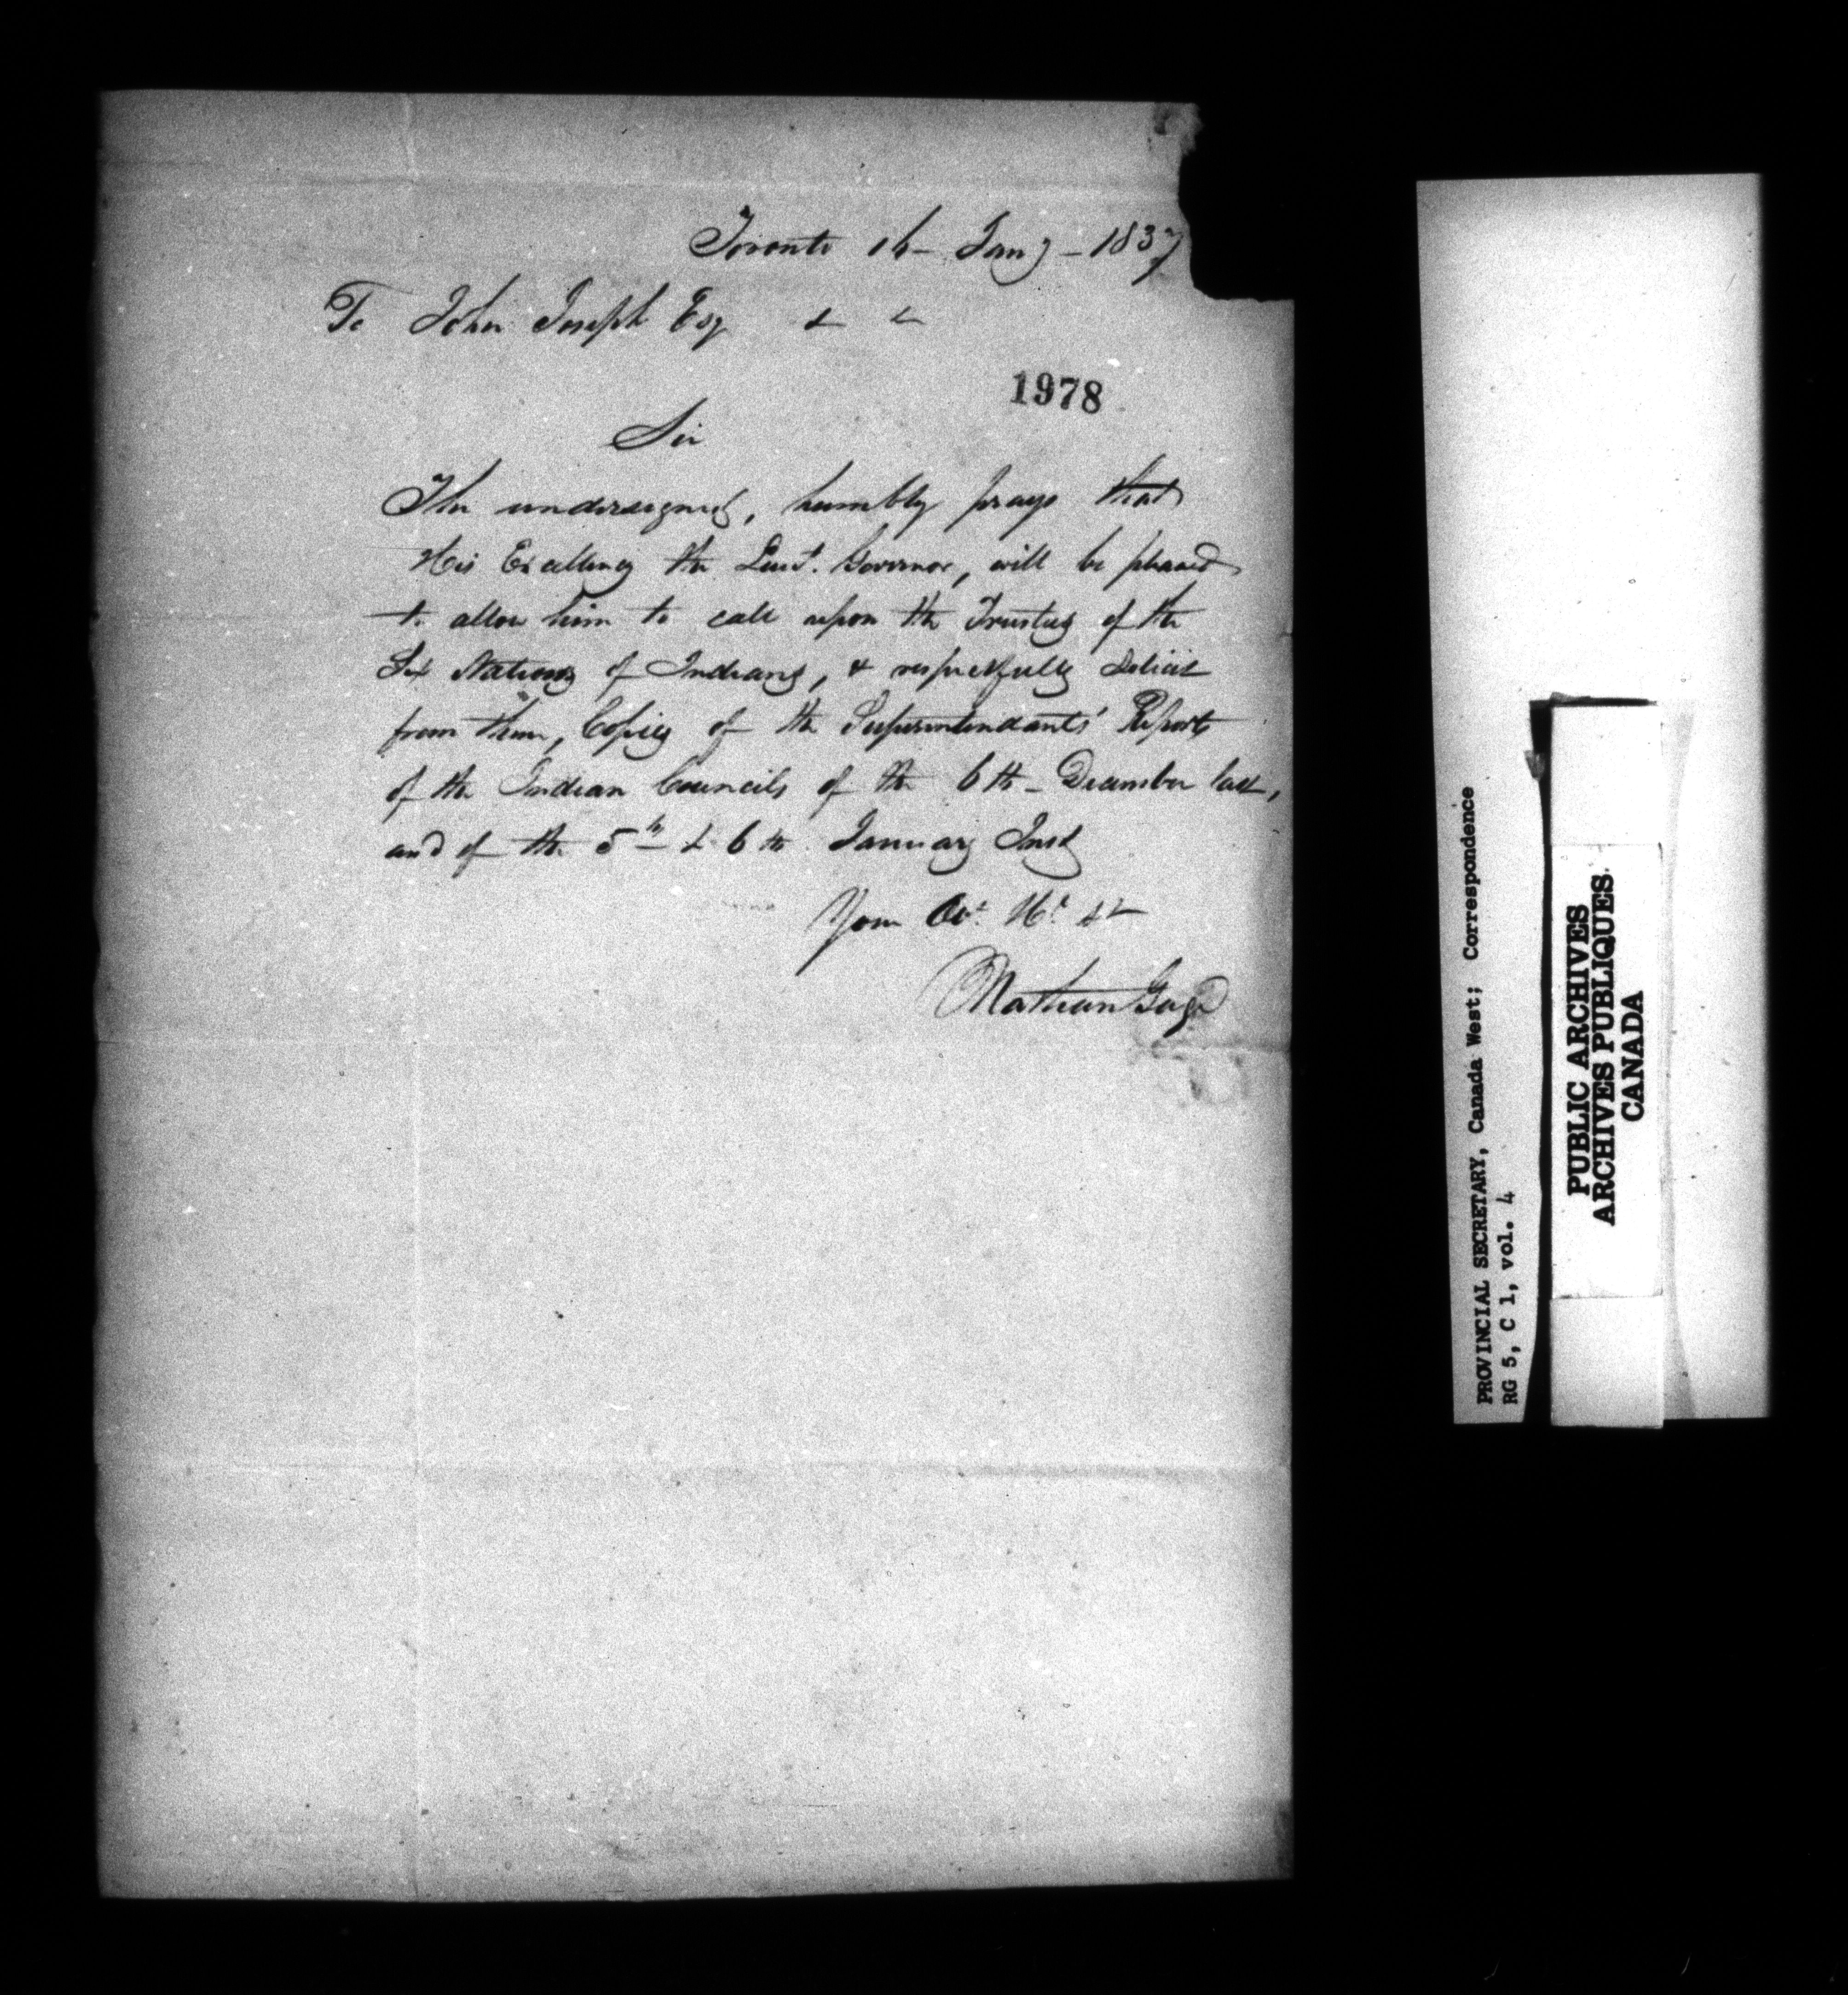 Toronto 16 - Jany - 1837
To John Joseph Esq & &
1978
Sir
The undersigned, humbly prays that
His Excellency the Lieut. Governor, will be pleased
to allow him to call upon the Trustees of the
Six Nations of Indians, & respectfully Solicit
from them, Copies of the Superintendants' Reports
of the Indian Councils of the 6th - December last,
and of the 5th & 6th January Inst
Your Ob.t H.l &&
Nathan Gage
PROVINCIAL SECRETARY, Canada West; Correspondence
RG 5, C 1, vol. 4
PUBLIC ARCHIVES
ARCHIVES PUBLIQUES
CANADA